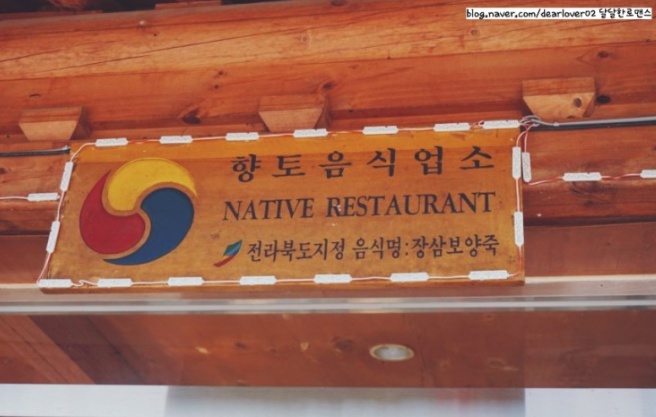 blog.naver.com/dearlover02 달달한로맨스
향토음식업소
NATIVE RESTAURANT
전라북도지정 음식명:장삼보양죽